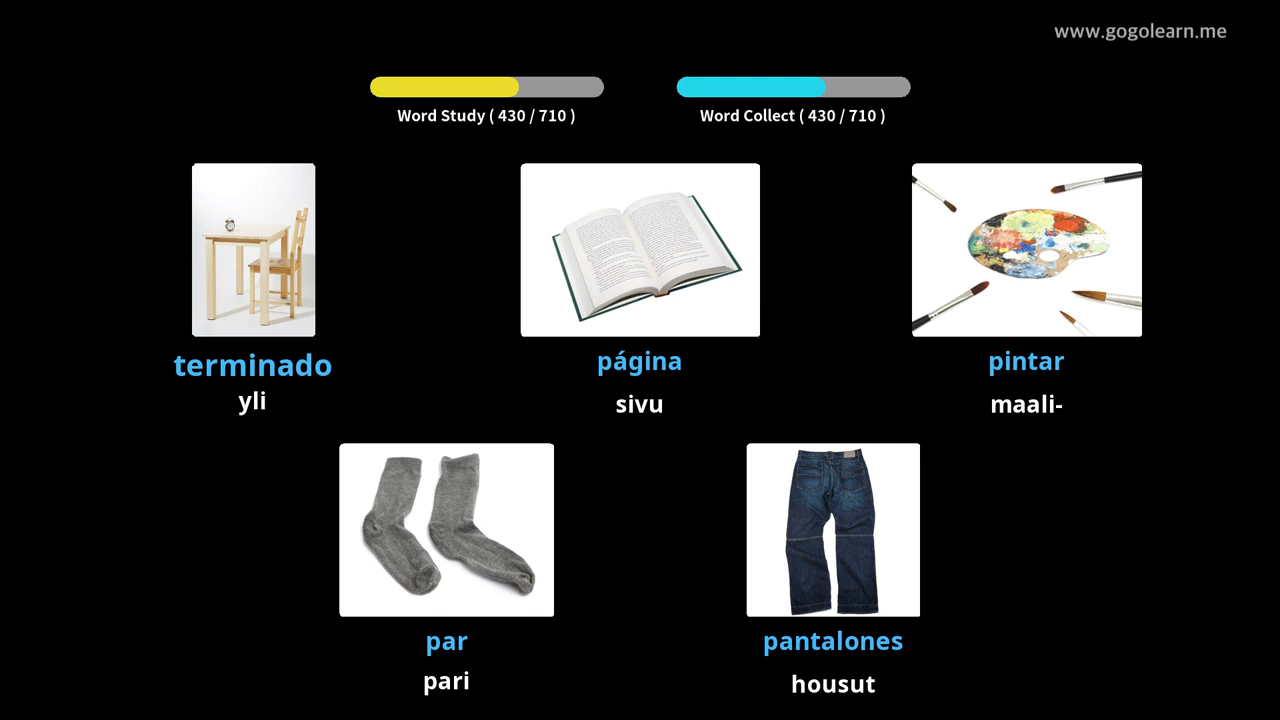 www.gogolearn.me
Word Study ( 430 / 710 )
Word Collect ( 430 / 710 )
terminado
yli
página
sivu
pintar
maali-
par
pari
pantalones
housut